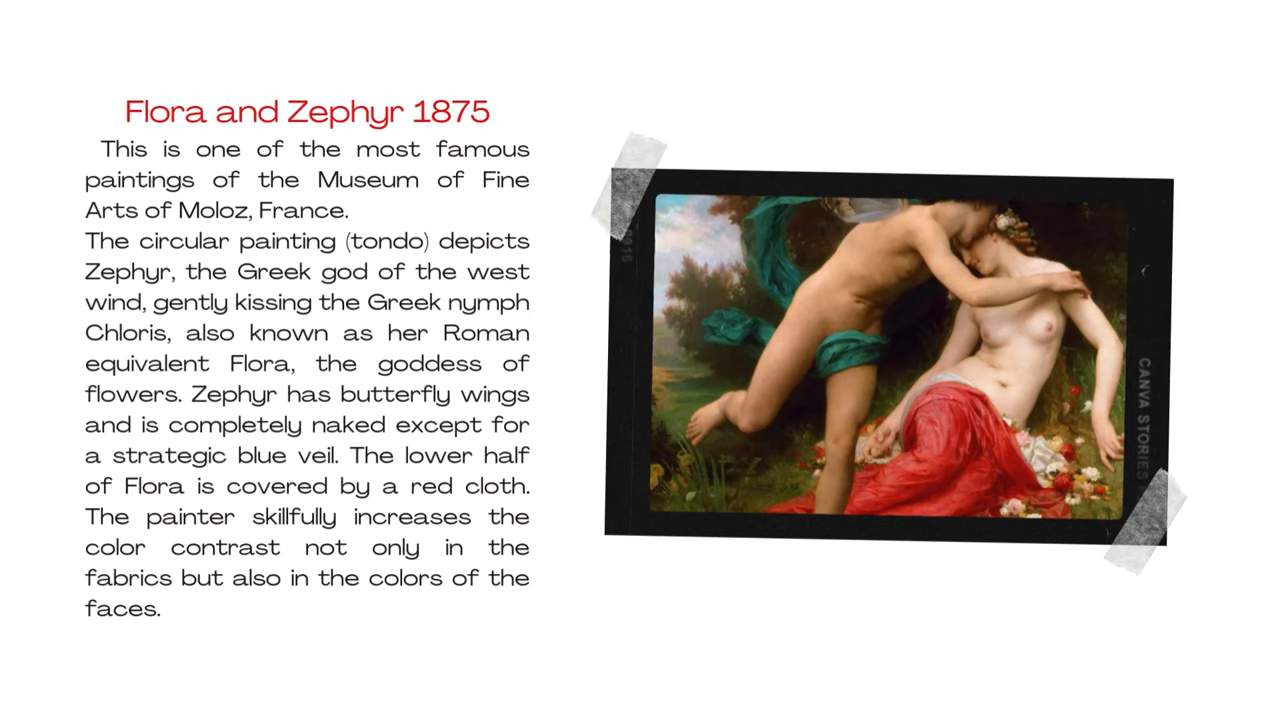 Flora and Zephyr 1875
This is one of the most famous
paintings of the Museum of Fine
Arts of Moloz, France.
The circular painting (tondo) depicts
Zephyr, the Greek god of the west
wind, gently kissing the Greek nymph
Chloris, also known as her Roman
equivalent Flora, the goddess of
flowers. Zephyr has butterfly wings
and is completely naked except for
a strategic blue veil. The lower half
of Flora is covered by a red cloth.
The painter skillfully increases the
color contrast not only in the
fabrics but also in the colors of the
faces.
CANVA STORIES